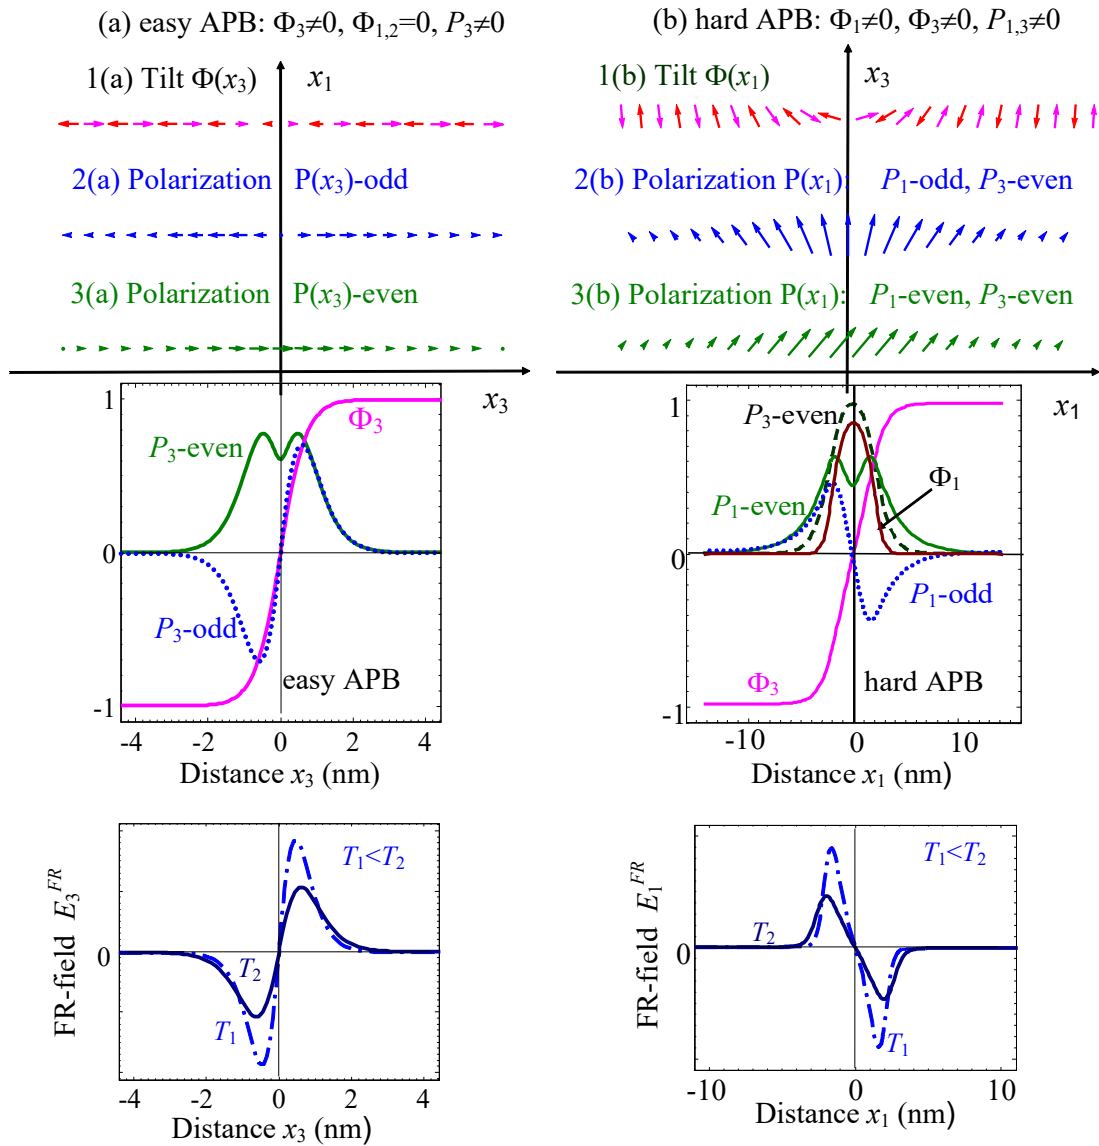 (a) easy APB: Φ3≠0, Φ1,2=0, P3≠0
1(a) Tilt Φ(x3)
x1
2(a) Polarization P(x3)-odd
3(a) Polarization P(x3)-even
x3
1
0
-1
P3-even
Φ3
P3-odd
easy APB
-4 -2 0 2 4
Distance x3 (nm)
FR-field E3^FR
0
T1<T2
T2
T1
-4 -2 0 2 4
Distance x3 (nm)
(b) hard APB: Φ1≠0, Φ3≠0, P1,3≠0
x3
1(b) Tilt Φ(x1)
2(b) Polarization P(x1): P1-odd, P3-even
3(b) Polarization P(x1): P1-even, P3-even
x1
1
0
-1
P3-even
Φ1
P1-even
P1-odd
Φ3
hard APB
-10 0 10
Distance x1 (nm)
FR-field E1^FR
0
T1<T2
T2
T1
-10 -5 0 5 10
Distance x1 (nm)